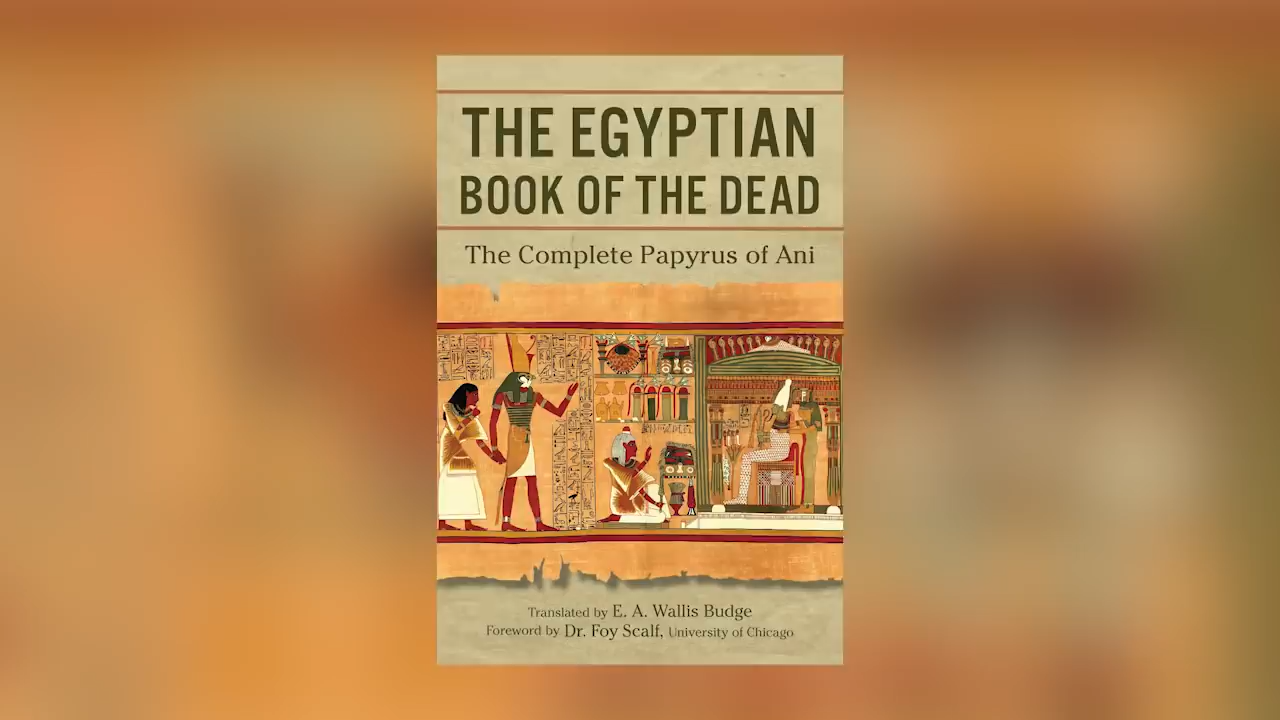 THE EGYPTIAN
BOOK OF THE DEAD
The Complete Papyrus of Ani
Translated by E. A. Wallis Budge
Foreword by Dr. Foy Scalf, University of Chicago